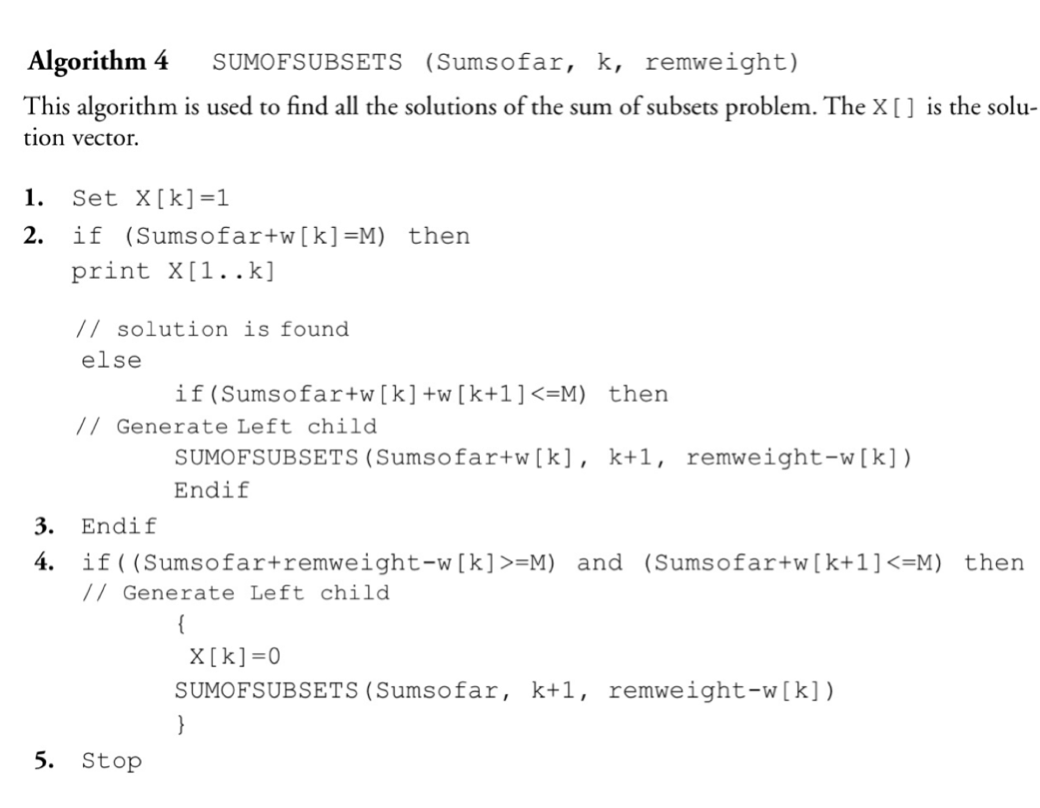 Algorithm 4 SUMOFSUBSETS (Sumsofar, k, remweight)
This algorithm is used to find all the solutions of the sum of subsets problem. The X[] is the solu-
tion vector.
1. Set X[k]=1
2. if (Sumsofar+w[k]=M) then
print X[1..k]
// solution is found
else
if(Sumsofar+w[k]+w[k+1]<=M) then
// Generate Left child
SUMOFSUBSETS(Sumsofar+w[k], k+1, remweight-w[k])
Endif
3. Endif
4. if((Sumsofar+remweight-w[k]>=M) and (Sumsofar+w[k+1]<=M) then
// Generate Left child
{
X[k]=0
SUMOFSUBSETS(Sumsofar, k+1, remweight-w[k])
}
5. Stop